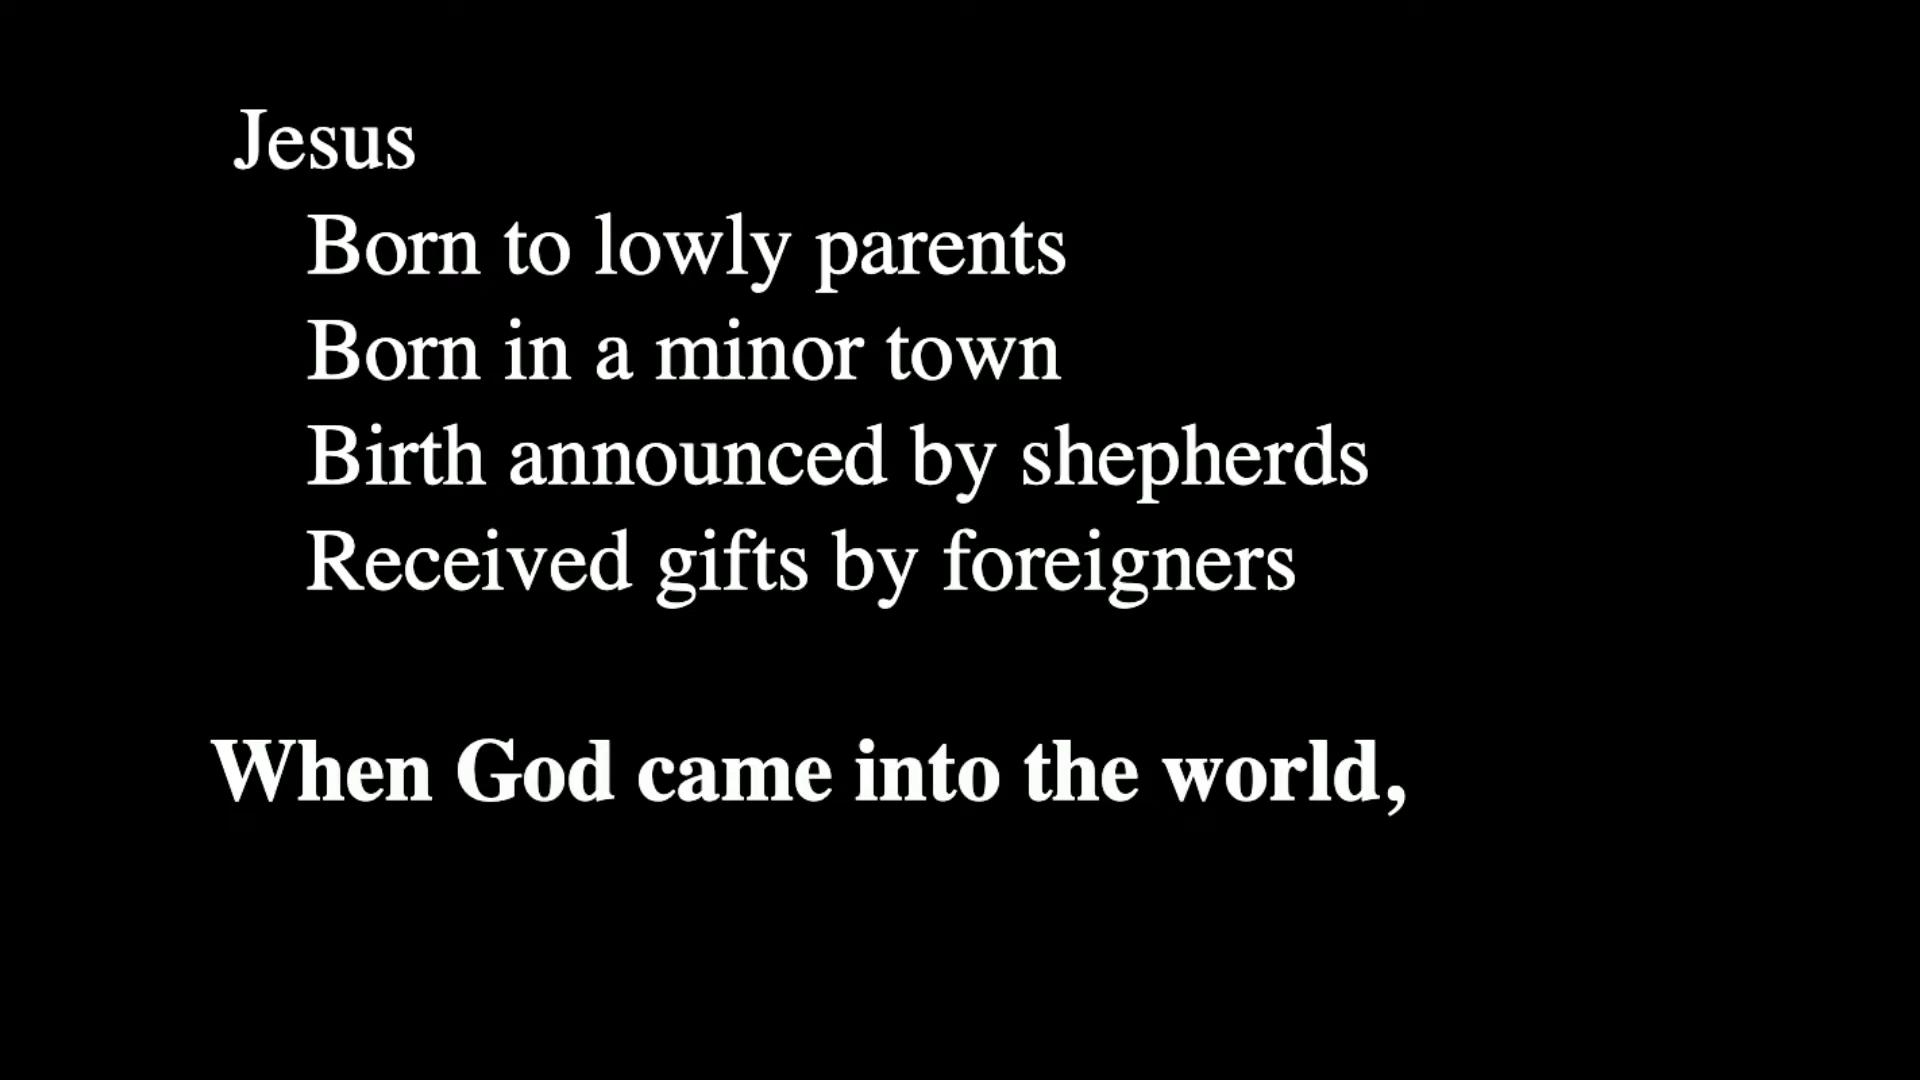 Jesus
Born to lowly parents
Born in a minor town
Birth announced by shepherds
Received gifts by foreigners
When God came into the world,